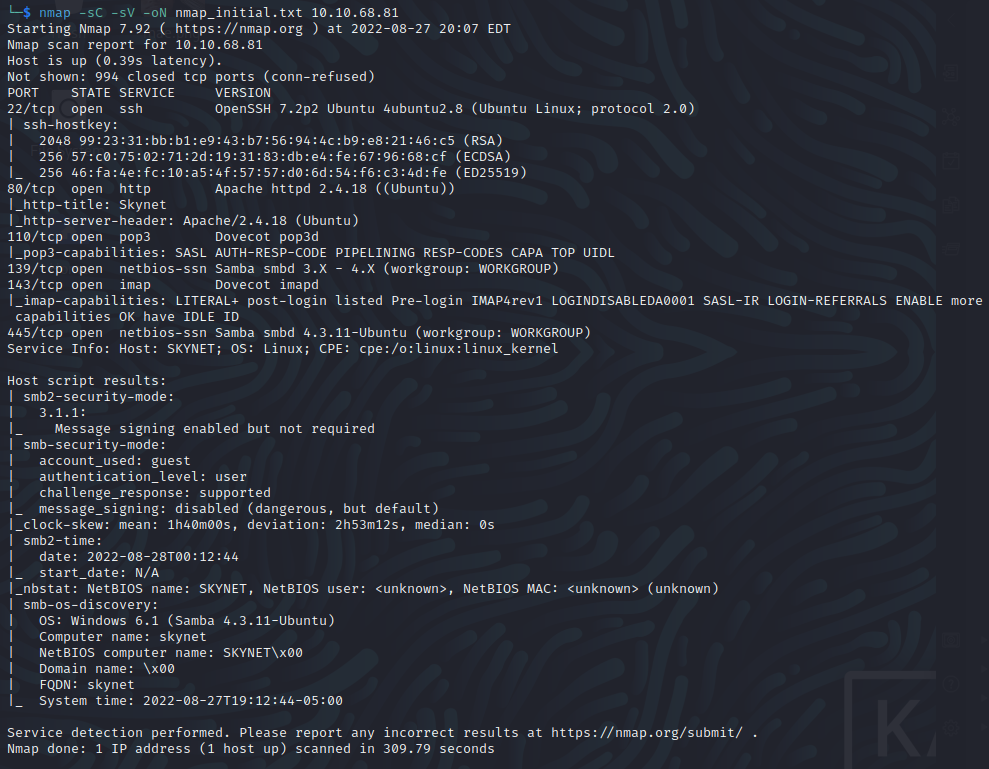 └─$ nmap -sC -sV -oN nmap_initial.txt 10.10.68.81
Starting Nmap 7.92 ( https://nmap.org ) at 2022-08-27 20:07 EDT
Nmap scan report for 10.10.68.81
Host is up (0.39s latency).
Not shown: 994 closed tcp ports (conn-refused)
PORT    STATE SERVICE     VERSION
22/tcp  open  ssh         OpenSSH 7.2p2 Ubuntu 4ubuntu2.8 (Ubuntu Linux; protocol 2.0)
| ssh-hostkey:
|   2048 99:23:31:bb:b1:e9:43:b7:56:94:4c:b9:e8:21:46:c5 (RSA)
|   256 57:c0:75:02:71:2d:19:31:83:db:e4:fe:67:96:68:cf (ECDSA)
|_  256 46:fa:4e:fc:10:a5:4f:57:57:d0:6d:54:f6:c3:4d:fe (ED25519)
80/tcp  open  http        Apache httpd 2.4.18 ((Ubuntu))
|_http-title: Skynet
|_http-server-header: Apache/2.4.18 (Ubuntu)
110/tcp open  pop3        Dovecot pop3d
|_pop3-capabilities: SASL AUTH-RESP-CODE PIPELINING RESP-CODES CAPA TOP UIDL
139/tcp open  netbios-ssn Samba smbd 3.X - 4.X (workgroup: WORKGROUP)
143/tcp open  imap        Dovecot imapd
|_imap-capabilities: LITERAL+ post-login listed Pre-login IMAP4rev1 LOGINDISABLEDA0001 SASL-IR LOGIN-REFERRALS ENABLE more
 capabilities OK have IDLE ID
445/tcp open  netbios-ssn Samba smbd 4.3.11-Ubuntu (workgroup: WORKGROUP)
Service Info: Host: SKYNET; OS: Linux; CPE: cpe:/o:linux:linux_kernel

Host script results:
| smb2-security-mode:
|   3.1.1:
|_    Message signing enabled but not required
| smb-security-mode:
|   account_used: guest
|   authentication_level: user
|   challenge_response: supported
|_  message_signing: disabled (dangerous, but default)
|_clock-skew: mean: 1h40m00s, deviation: 2h53m12s, median: 0s
| smb2-time:
|   date: 2022-08-28T00:12:44
|_  start_date: N/A
|_nbstat: NetBIOS name: SKYNET, NetBIOS user: <unknown>, NetBIOS MAC: <unknown> (unknown)
| smb-os-discovery:
|   OS: Windows 6.1 (Samba 4.3.11-Ubuntu)
|   Computer name: skynet
|   NetBIOS computer name: SKYNET\x00
|   Domain name: \x00
|   FQDN: skynet
|_  System time: 2022-08-27T19:12:44-05:00

Service detection performed. Please report any incorrect results at https://nmap.org/submit/ .
Nmap done: 1 IP address (1 host up) scanned in 309.79 seconds
K